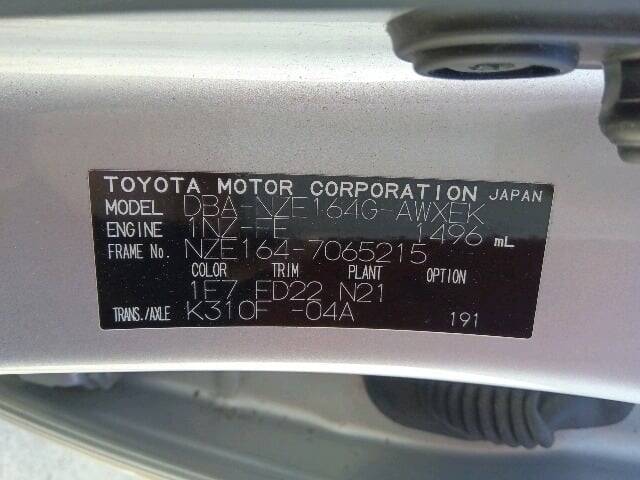 TOYOTA MOTOR CORPORATION JAPAN
MODEL DBA-NZE164G-AWXEK
ENGINE 1NZ-FE 1496 mL
FRAME No. NZE164-7065215
COLOR TRIM PLANT OPTION
1F7 FD22 N21
TRANS./AXLE K310F -04A 191